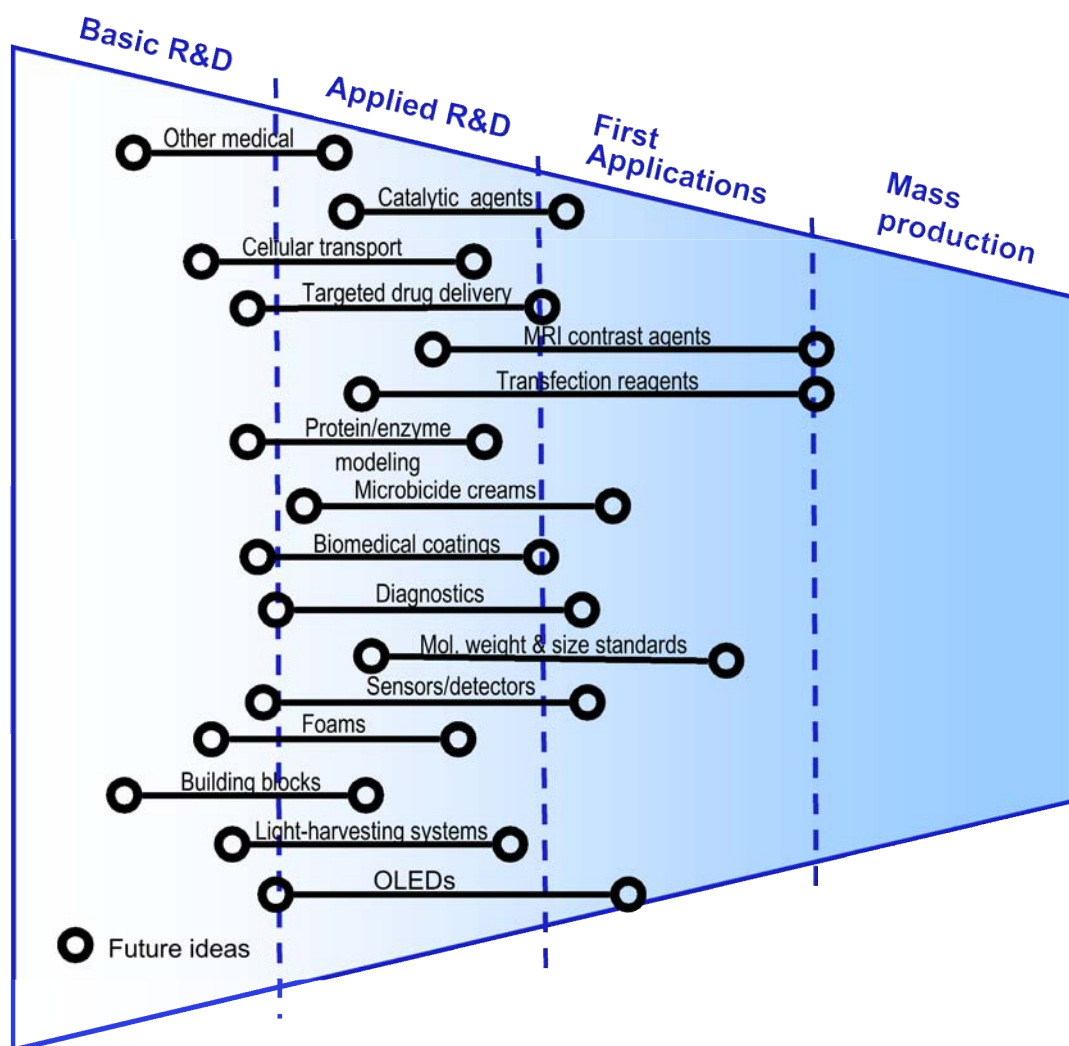 Basic R&D
Applied R&D
First
Applications
Mass
production
Other medical
Catalytic agents
Cellular transport
Targeted drug delivery
MRI contrast agents
Transfection reagents
Protein/enzyme
modeling
Microbicide creams
Biomedical coatings
Diagnostics
Mol. weight & size standards
Sensors/detectors
Foams
Building blocks
Light-harvesting systems
OLEDs
Future ideas